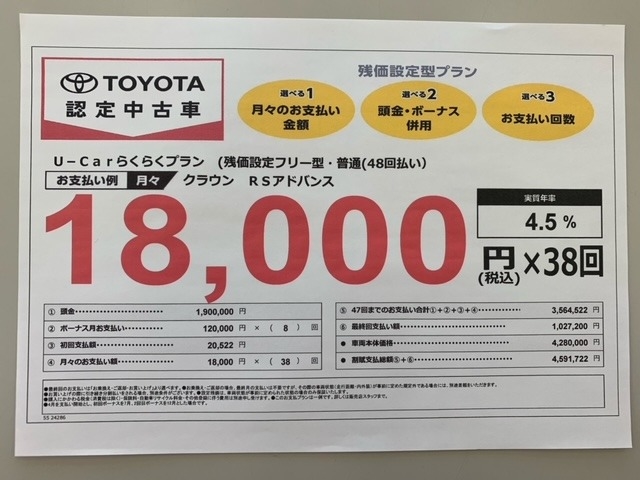 TOYOTA
認定中古車
残価設定型プラン
選べる1
月々のお支払い
金額
選べる2
頭金・ボーナス
併用
選べる3
お支払い回数
U-Carらくらくプラン (残価設定フリー型・普通(48回払い)
お支払い例 月々 クラウン RSアドバンス
18,000円(税込)×38回
実質年率
4.5 %
① 頭金 1,900,000 円
② ボーナス月お支払い 120,000 円 × ( 8 ) 回
③ 初回支払額 20,522 円
④ 月々のお支払い額 18,000 円 × ( 38 ) 回
⑤ 47回までのお支払い合計①+②+③+④ 3,564,522 円
⑥ 最終回支払い額 1,027,200 円
● 車両本体価格 4,280,000 円
● 割賦支払総額⑤+⑥ 4,591,722 円
SS 24286